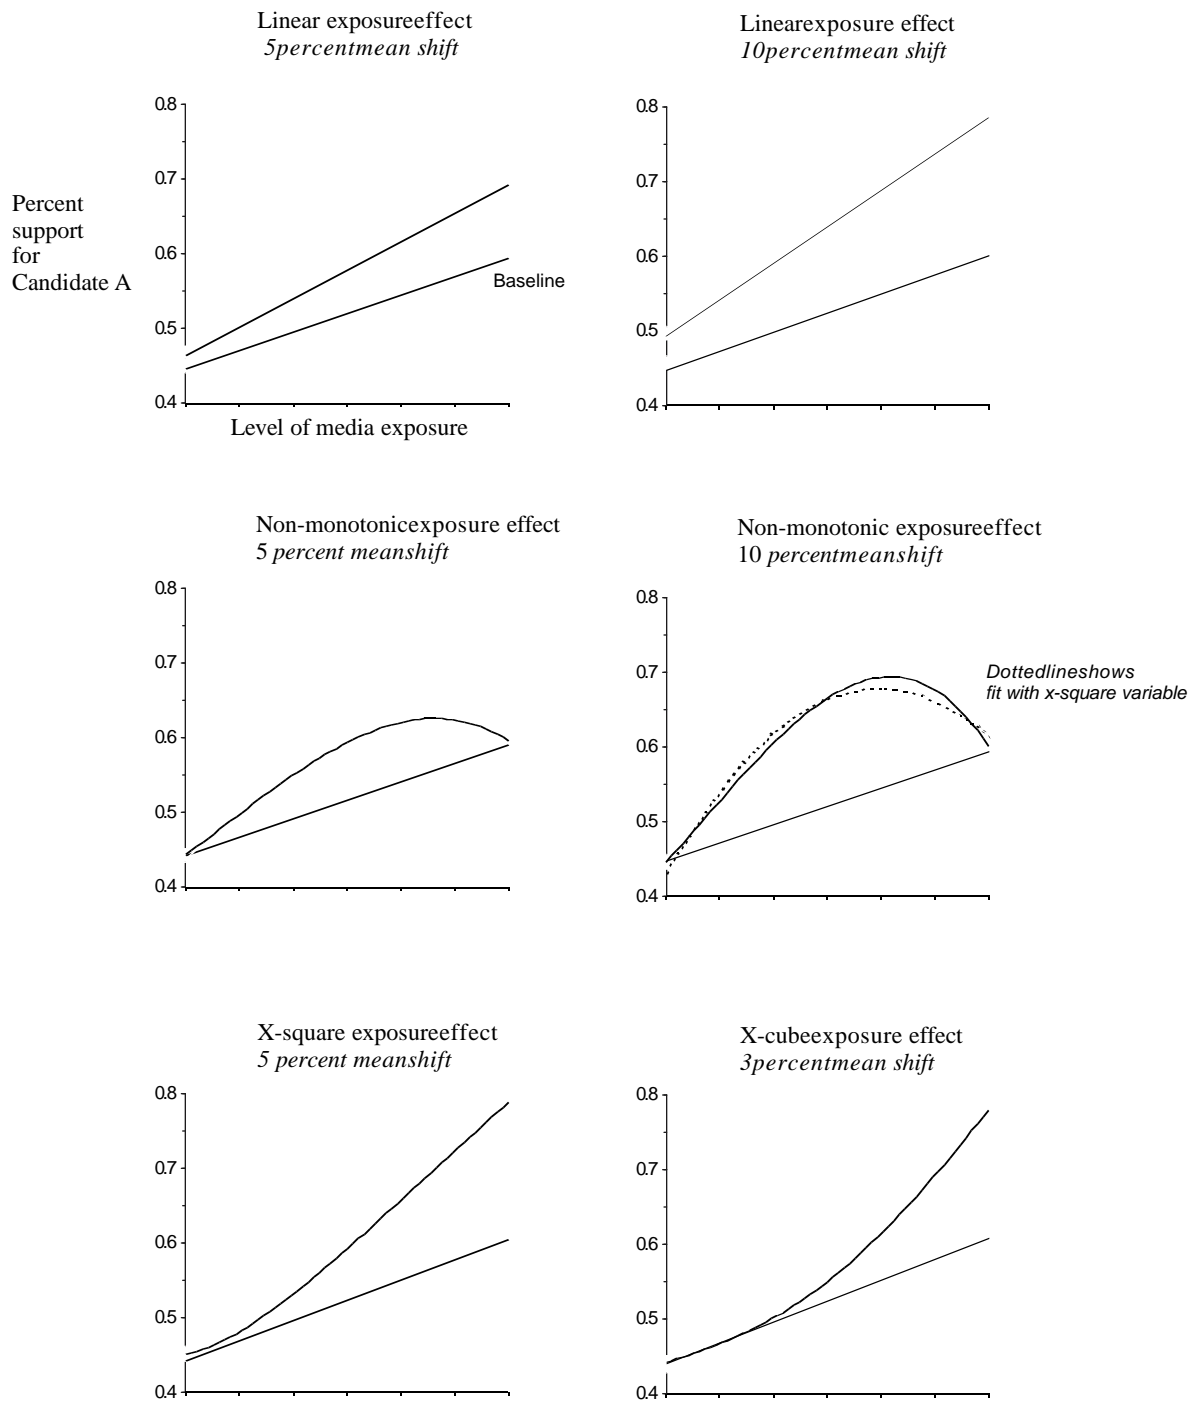 Linear exposureeffect
5percentmean shift
Linearexposure effect
10percentmean shift
0.8
0.7
0.6
0.5
0.4
Percent
support
for
Candidate A
Baseline
Level of media exposure
0.8
0.7
0.6
0.5
0.4
Non-monotonicexposure effect
5 percent meanshift
Non-monotonic exposureeffect
10 percentmeanshift
0.8
0.7
0.6
0.5
0.4
0.8
0.7
0.6
0.5
0.4
Dottedlineshows
fit with x-square variable
X-square exposureeffect
5 percent meanshift
X-cubeexposure effect
3percentmean shift
0.8
0.7
0.6
0.5
0.4
0.8
0.7
0.6
0.5
0.4